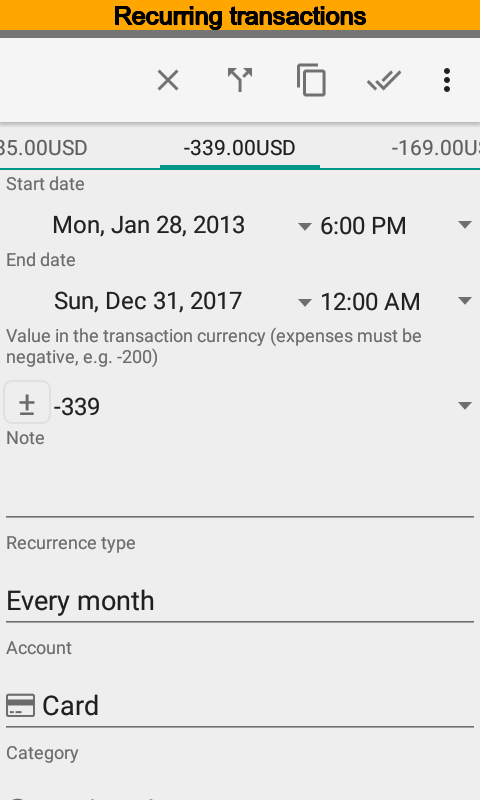 Recurring transactions
35.00USD
-339.00USD
-169.00U
Start date
Mon, Jan 28, 2013
6:00 PM
End date
Sun, Dec 31, 2017
12:00 AM
Value in the transaction currency (expenses must be
negative, e.g. -200)
± -339
Note
Recurrence type
Every month
Account
Card
Category